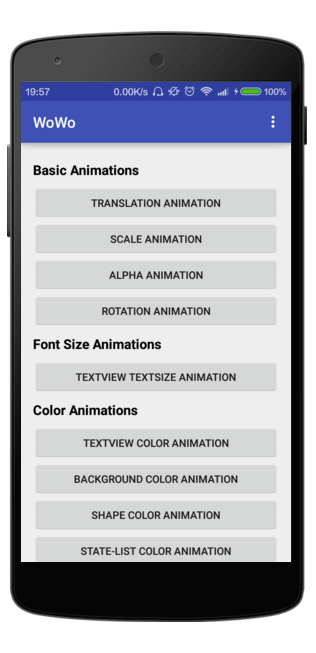 19:57 0.00K/s 100%
WoWo
Basic Animations
TRANSLATION ANIMATION
SCALE ANIMATION
ALPHA ANIMATION
ROTATION ANIMATION
Font Size Animations
TEXTVIEW TEXTSIZE ANIMATION
Color Animations
TEXTVIEW COLOR ANIMATION
BACKGROUND COLOR ANIMATION
SHAPE COLOR ANIMATION
STATE-LIST COLOR ANIMATION